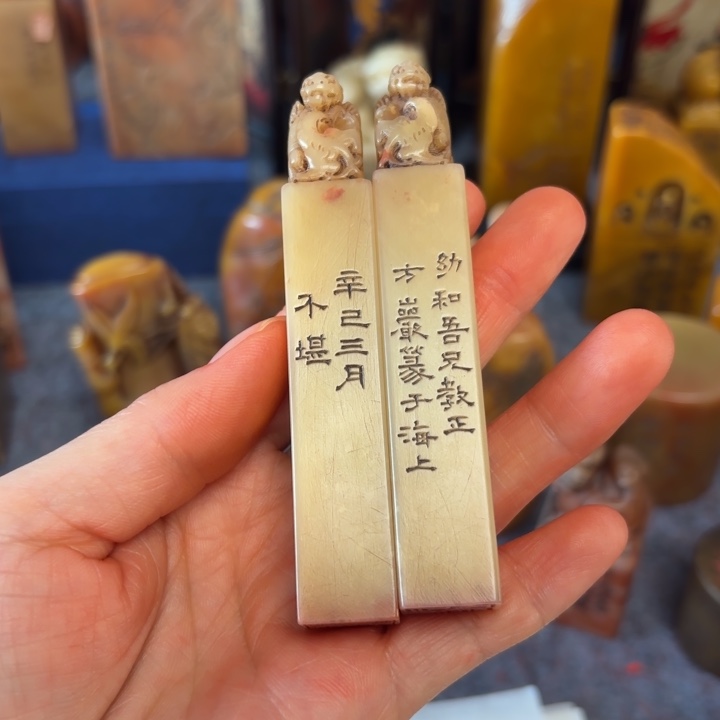 幼和吾兄教正
方巖篆于海上
辛巳三月
不堪